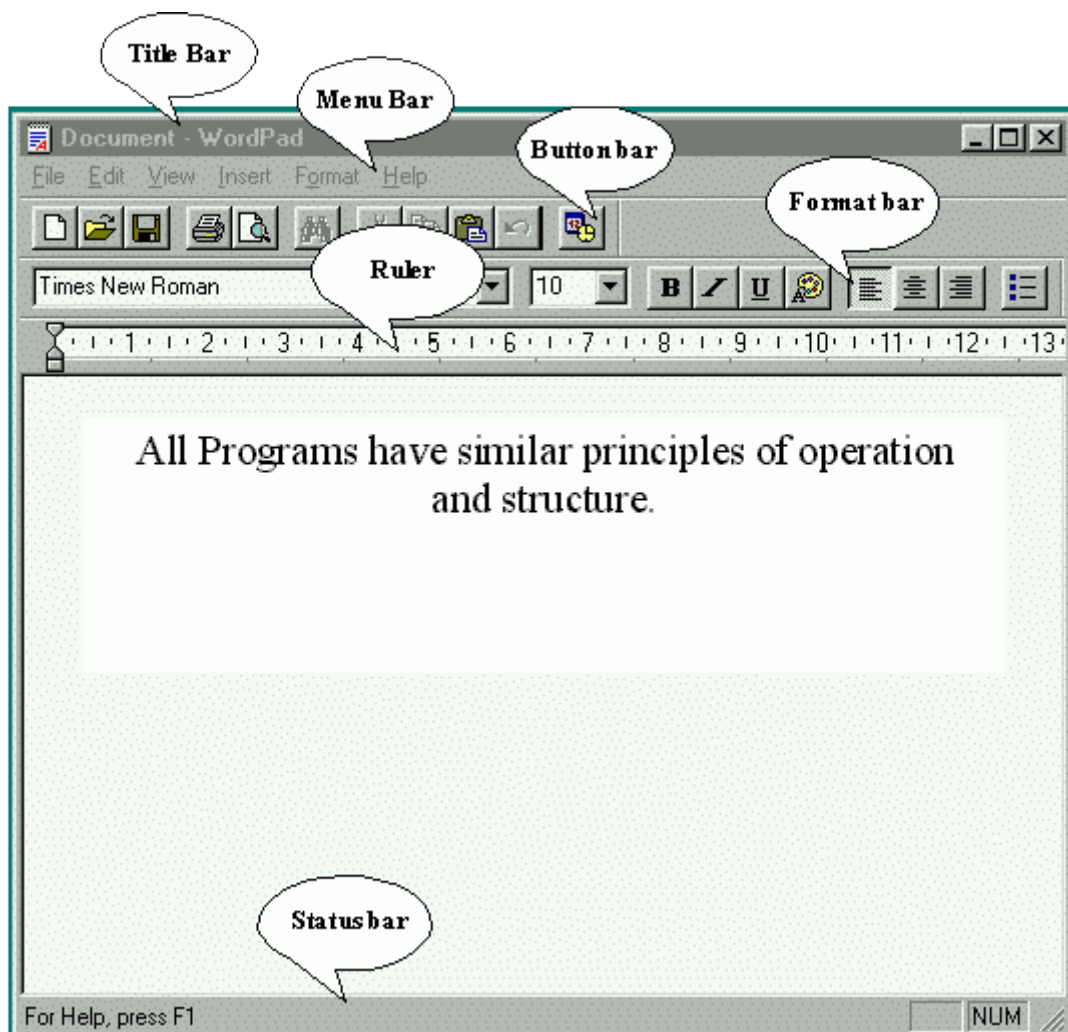 Title Bar
Menu Bar
Document - WordPad
Button bar
File Edit View Insert Format Help
Format bar
Ruler
Times New Roman 10 B I U
1 2 3 4 5 6 7 8 9 10 11 12 13
All Programs have similar principles of operation
and structure.
Status bar
For Help, press F1 NUM